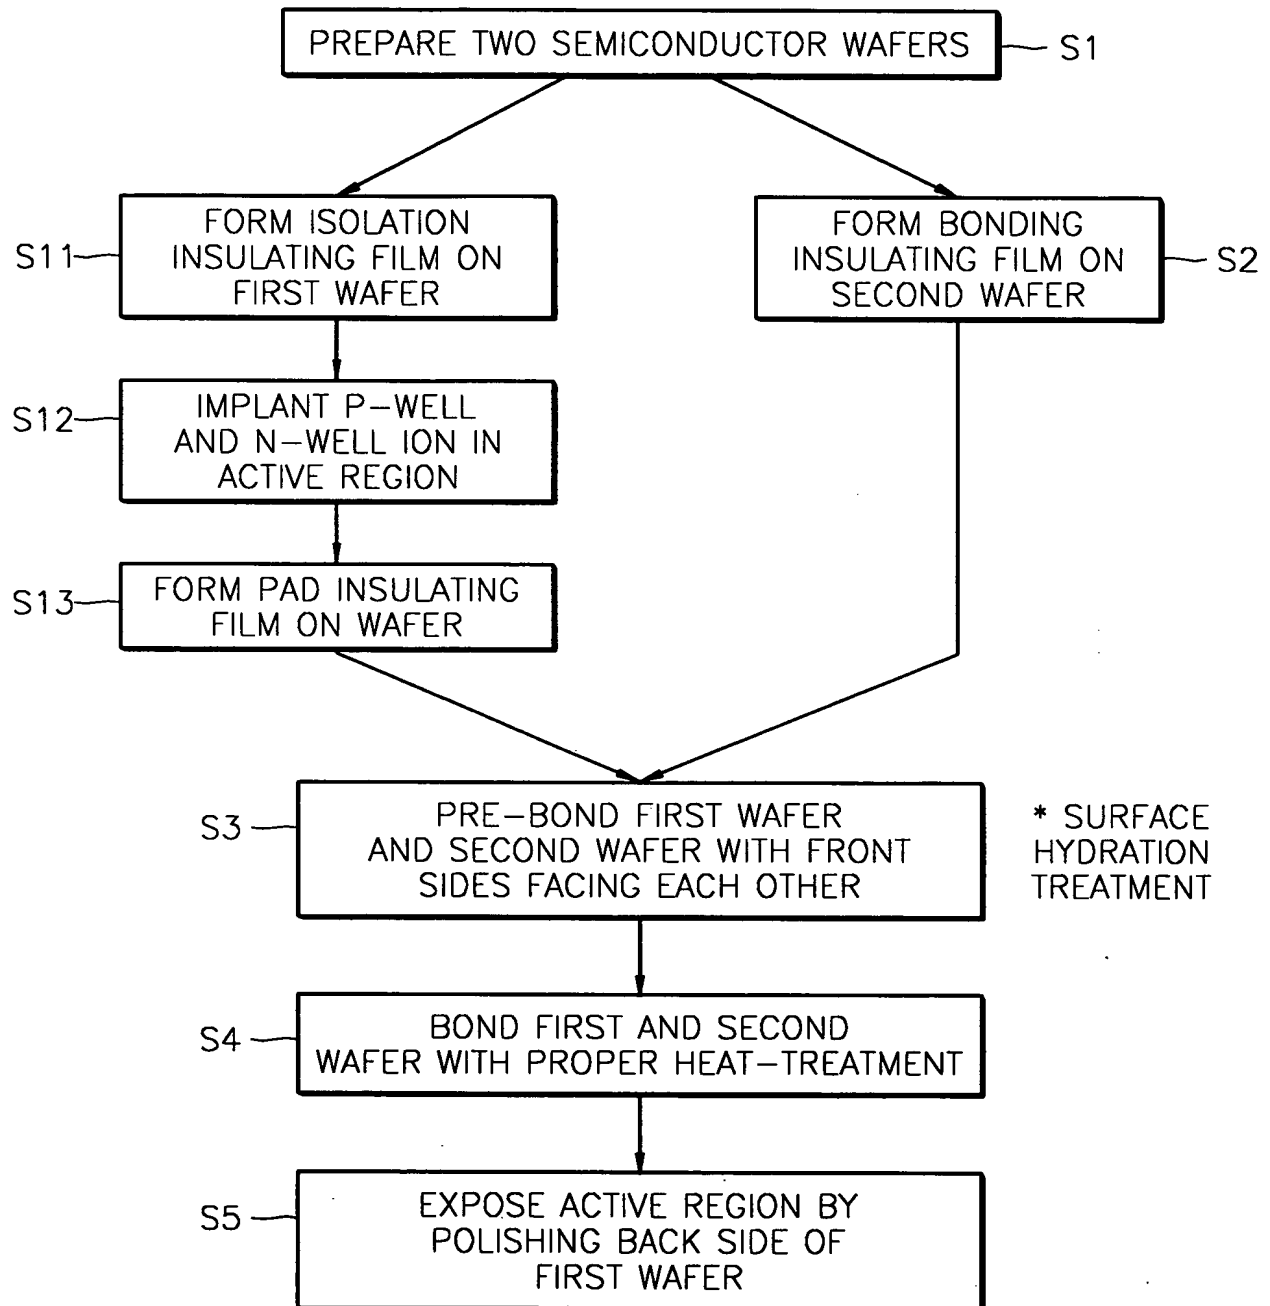 PREPARE TWO SEMICONDUCTOR WAFERS
S1
FORM ISOLATION
INSULATING FILM ON
FIRST WAFER
S11
FORM BONDING
INSULATING FILM ON
SECOND WAFER
S2
IMPLANT P-WELL
AND N-WELL ION IN
ACTIVE REGION
S12
FORM PAD INSULATING
FILM ON WAFER
S13
PRE-BOND FIRST WAFER
AND SECOND WAFER WITH FRONT
SIDES FACING EACH OTHER
S3
* SURFACE
HYDRATION
TREATMENT
BOND FIRST AND SECOND
WAFER WITH PROPER HEAT-TREATMENT
S4
EXPOSE ACTIVE REGION BY
POLISHING BACK SIDE OF
FIRST WAFER
S5